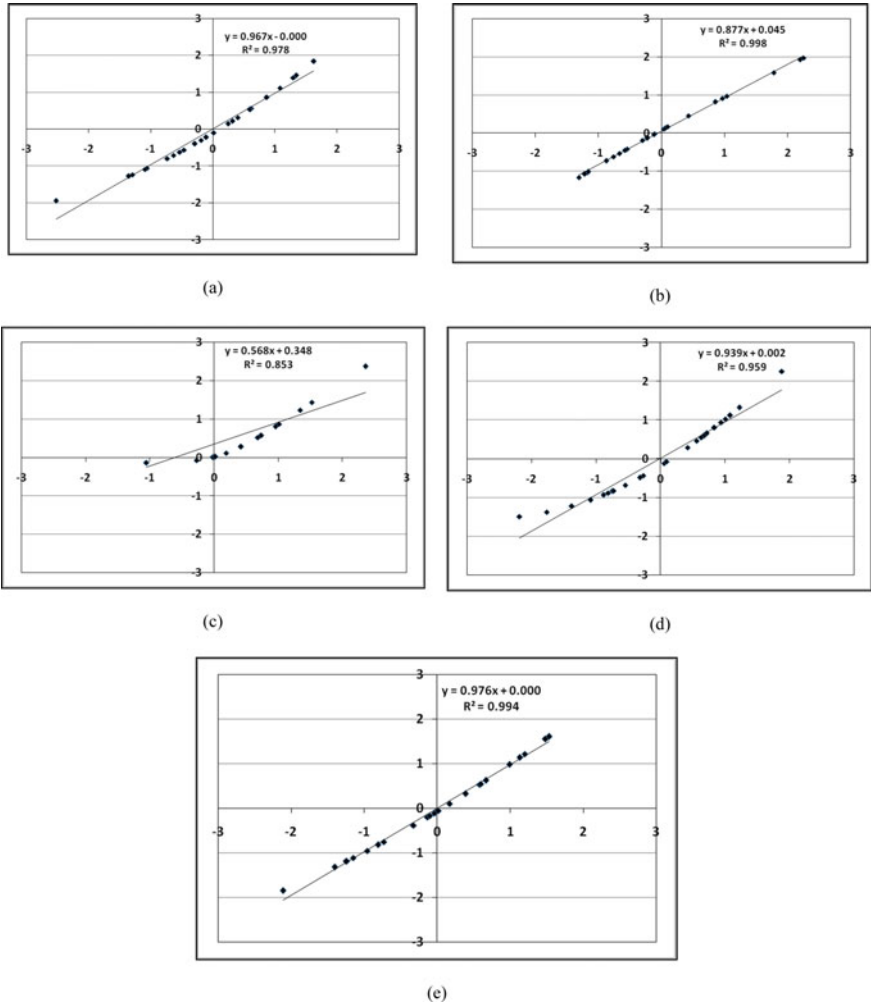 y = 0.967x - 0.000
R² = 0.978
3
2
1
0
-3 -2 -1 0 1 2 3
-1
-2
-3
(a)
y = 0.877x + 0.045
R² = 0.998
3
2
1
0
-3 -2 -1 0 1 2 3
-1
-2
-3
(b)
y = 0.568x + 0.348
R² = 0.853
3
2
1
0
-3 -2 -1 0 1 2 3
-1
-2
-3
(c)
y = 0.939x + 0.002
R² = 0.959
3
2
1
0
-3 -2 -1 0 1 2 3
-1
-2
-3
(d)
y = 0.976x + 0.000
R² = 0.994
3
2
1
0
-3 -2 -1 0 1 2 3
-1
-2
-3
(e)